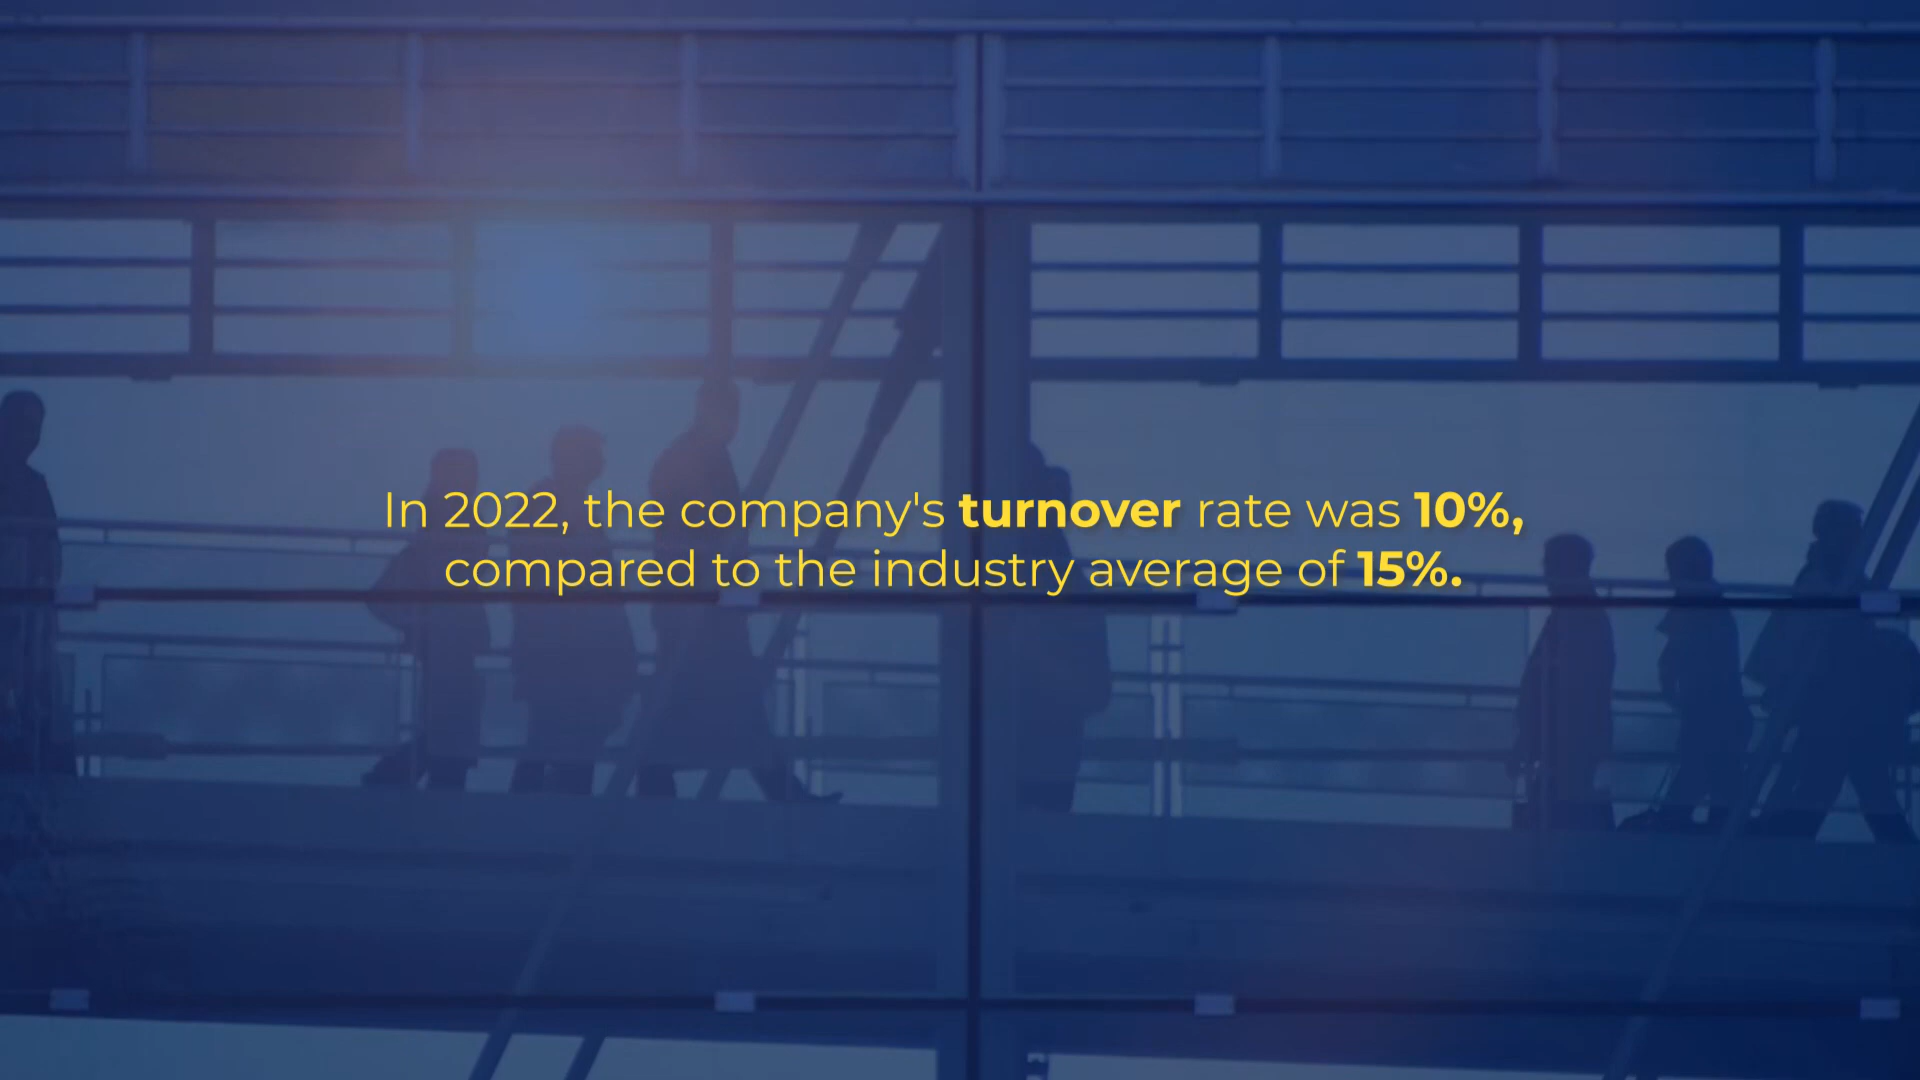 In 2022, the company's turnover rate was 10%,
compared to the industry average of 15%.